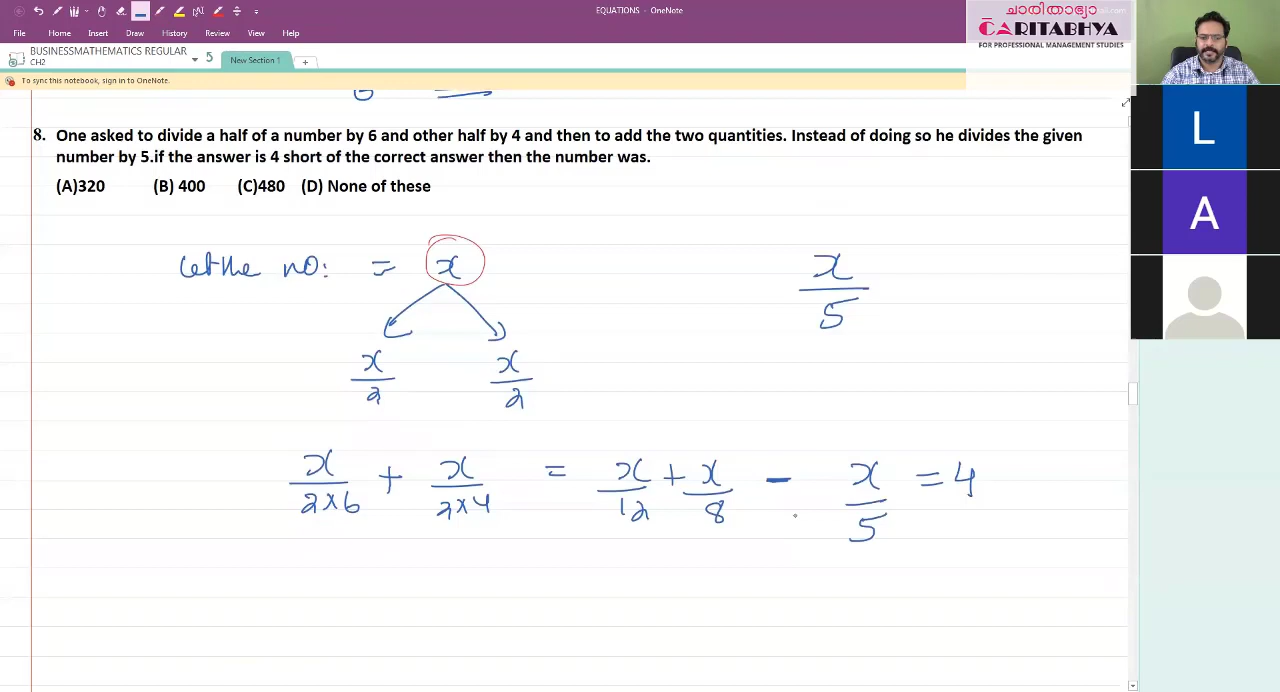 EQUATIONS - OneNote
File Home Insert Draw History Review View Help
ചാരിതാഭ്യാ
CARITABHYA
FOR PROFESSIONAL MANAGEMENT STUDIES
BUSINESSMATHEMATICS REGULAR
CH2
New Section 1
To sync this notebook, sign in to OneNote.
8. One asked to divide a half of a number by 6 and other half by 4 and then to add the two quantities. Instead of doing so he divides the given
number by 5.if the answer is 4 short of the correct answer then the number was.
(A)320 (B) 400 (C)480 (D) None of these
Let the no: = x
x/5
x/2 x/2
x/2×6 + x/2×4 = x/12 + x/8 - x/5 = 4
L
A